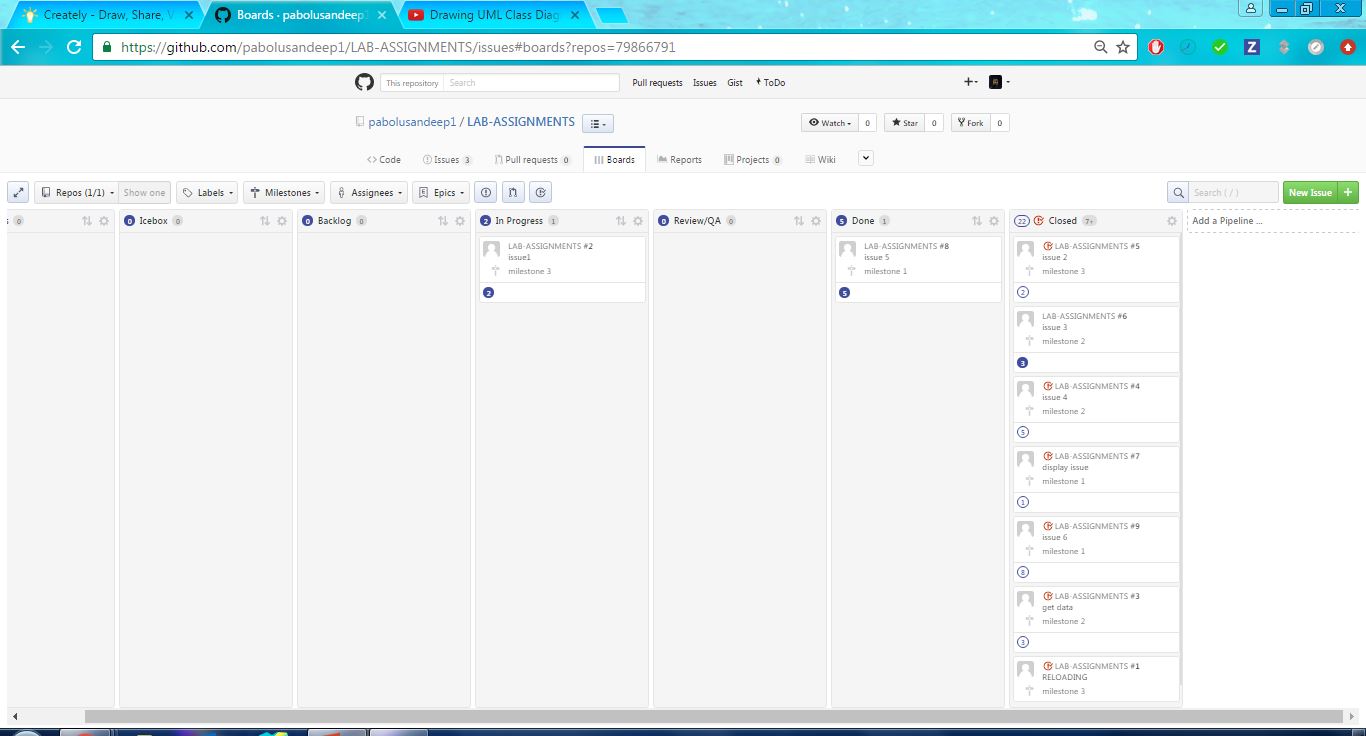 Creately - Draw, Share, V
Boards · pabolusandeep1
Drawing UML Class Diag
https://github.com/pabolusandeep1/LAB-ASSIGNMENTS/issues#boards?repos=79866791
This repository Search Pull requests Issues Gist ToDo
pabolusandeep1 / LAB-ASSIGNMENTS
Watch 0 Star 0 Fork 0
Code Issues 3 Pull requests 0 Boards Reports Projects 0 Wiki
Repos (1/1) Show one Labels Milestones Assignees Epics Search ( / ) New Issue +
s 0
0 Icebox 0
0 Backlog 0
2 In Progress 1
LAB-ASSIGNMENTS #2
issue1
milestone 3
2
0 Review/QA 0
5 Done 1
LAB-ASSIGNMENTS #8
issue 5
milestone 1
5
22 Closed 7+
LAB-ASSIGNMENTS #5
issue 2
milestone 3
2
LAB-ASSIGNMENTS #6
issue 3
milestone 2
3
LAB-ASSIGNMENTS #4
issue 4
milestone 2
5
LAB-ASSIGNMENTS #7
display issue
milestone 1
1
LAB-ASSIGNMENTS #9
issue 6
milestone 1
8
LAB-ASSIGNMENTS #3
get data
milestone 2
3
LAB-ASSIGNMENTS #1
RELOADING
milestone 3
Add a Pipeline ...